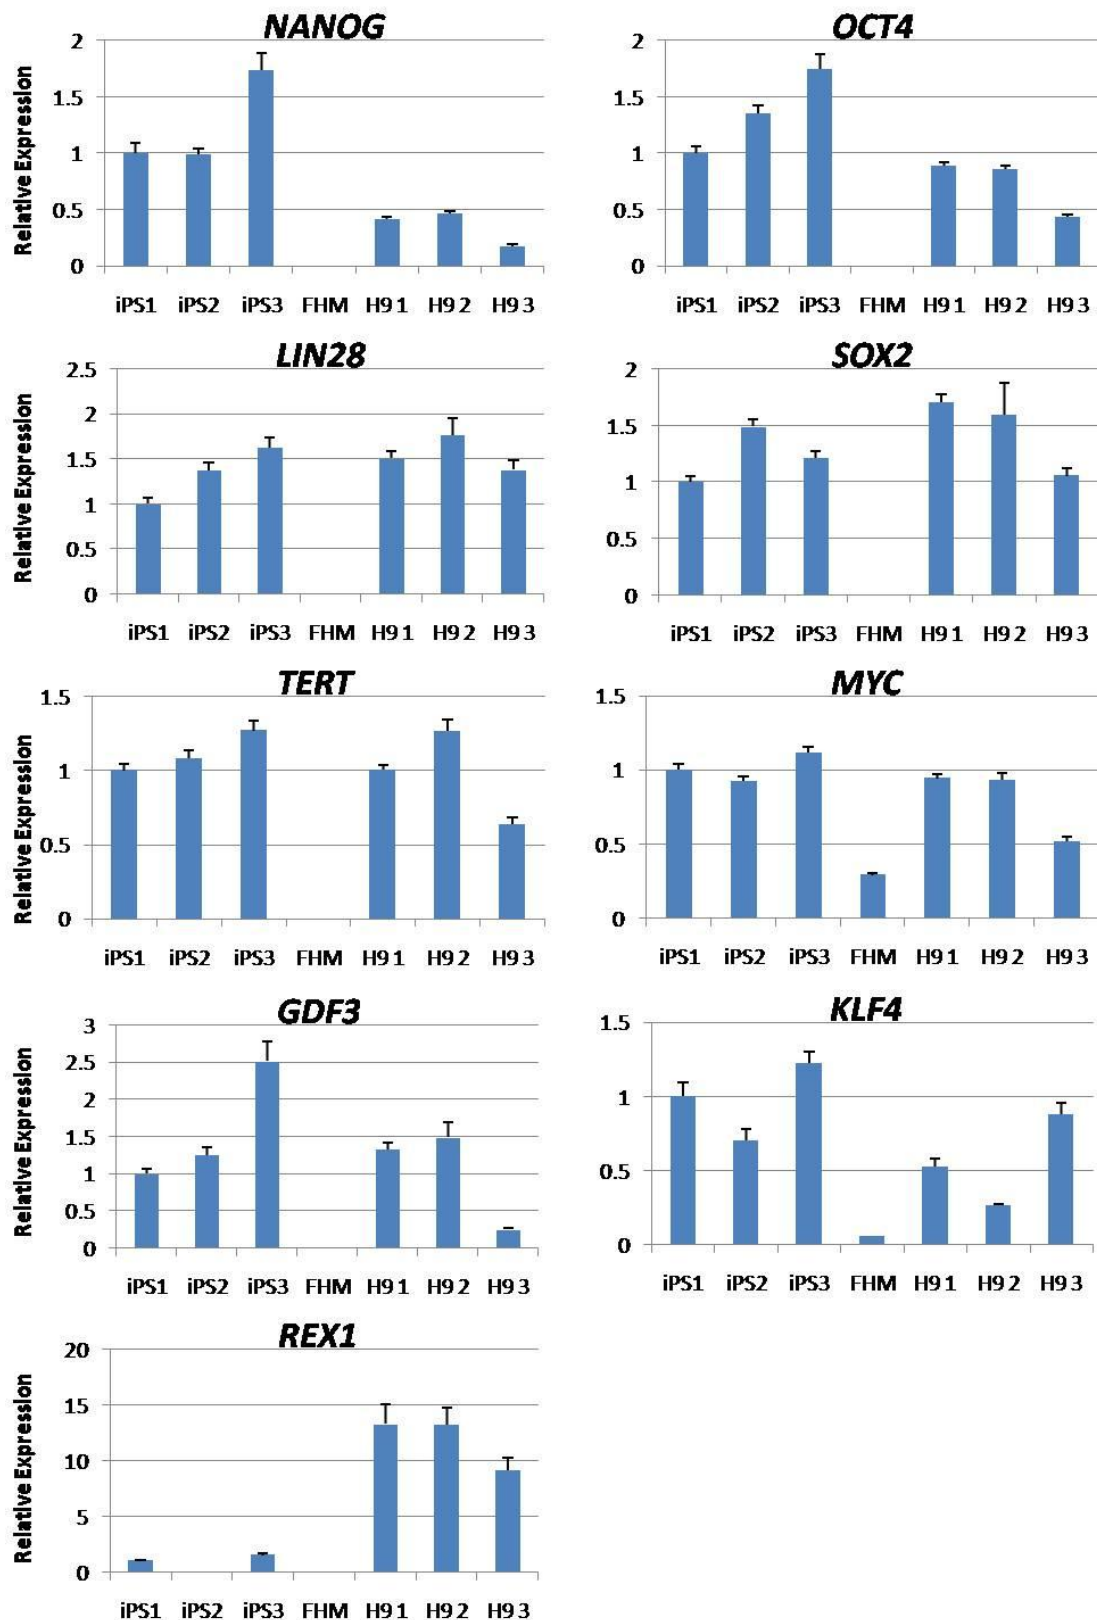 NANOG
Relative Expression
2
1.5
1
0.5
0
iPS1 iPS2 iPS3 FHM H9 1 H9 2 H9 3
OCT4
2
1.5
1
0.5
0
iPS1 iPS2 iPS3 FHM H9 1 H9 2 H9 3
LIN28
Relative Expression
2.5
2
1.5
1
0.5
0
iPS1 iPS2 iPS3 FHM H9 1 H9 2 H9 3
SOX2
2
1.5
1
0.5
0
iPS1 iPS2 iPS3 FHM H9 1 H9 2 H9 3
TERT
Relative Expression
1.5
1
0.5
0
iPS1 iPS2 iPS3 FHM H9 1 H9 2 H9 3
MYC
1.5
1
0.5
0
iPS1 iPS2 iPS3 FHM H9 1 H9 2 H9 3
GDF3
Relative Expression
3
2.5
2
1.5
1
0.5
0
iPS1 iPS2 iPS3 FHM H9 1 H9 2 H9 3
KLF4
1.5
1
0.5
0
iPS1 iPS2 iPS3 FHM H9 1 H9 2 H9 3
REX1
Relative Expression
20
15
10
5
0
iPS1 iPS2 iPS3 FHM H9 1 H9 2 H9 3